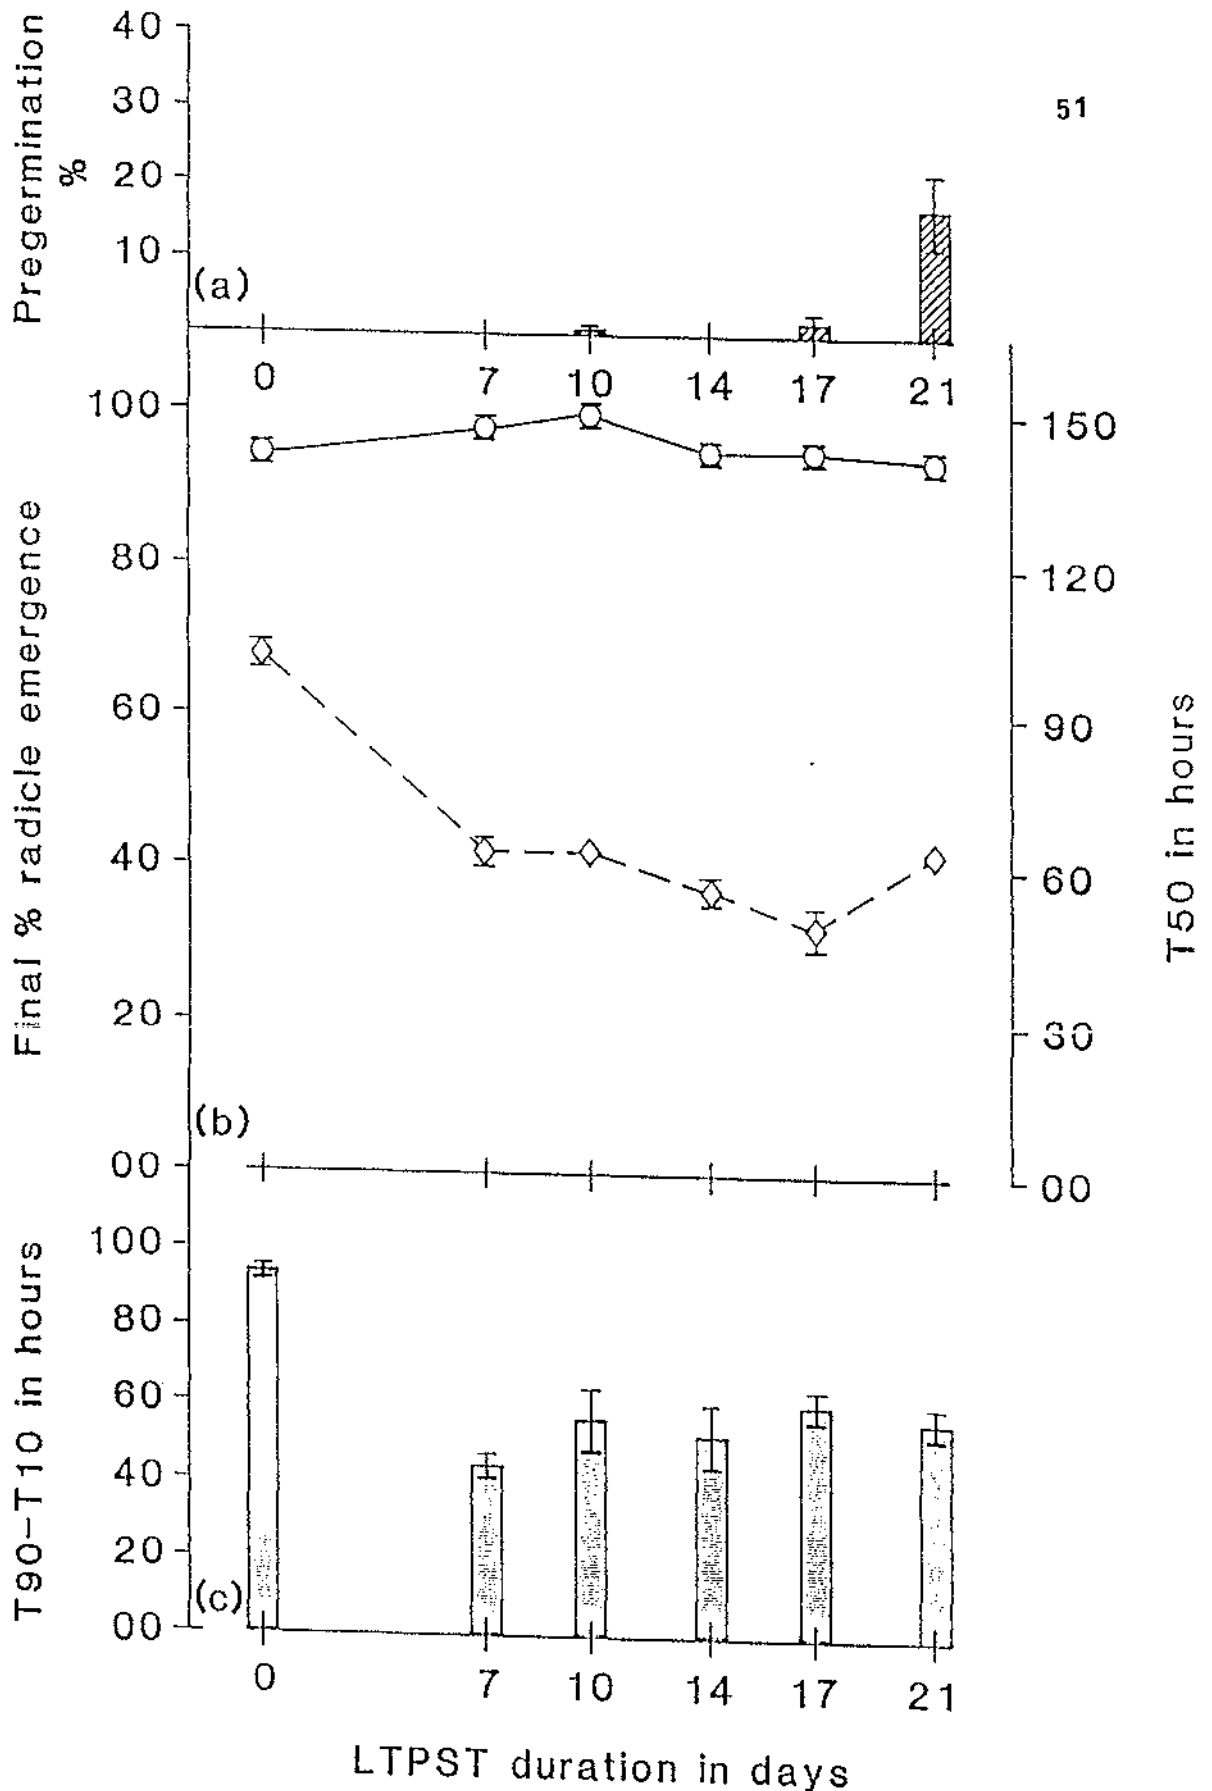 51
Pregermination
%
40
30
20
10
(a)
0 7 10 14 17 21
Final % radicle emergence
100
80
60
40
20
00
(b)
T50 in hours
150
120
90
60
30
00
T90-T10 in hours
100
80
60
40
20
00
(c)
0 7 10 14 17 21
LTPST duration in days